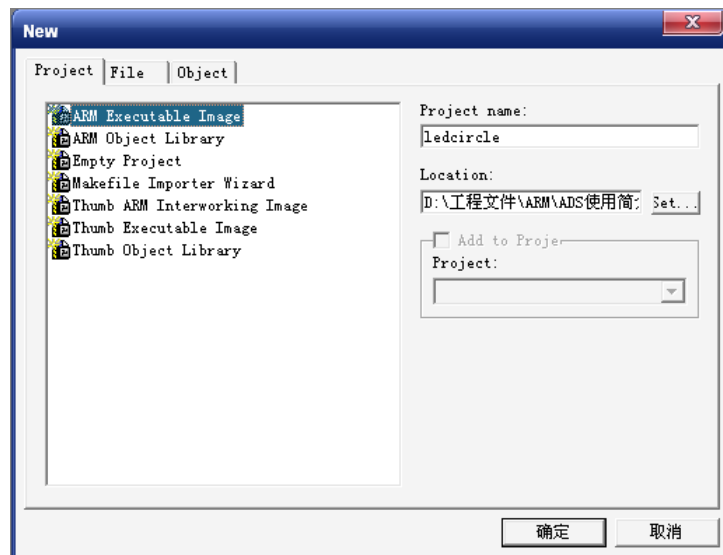 New
Project File Object
ARM Executable Image
ARM Object Library
Empty Project
Makefile Importer Wizard
Thumb ARM Interworking Image
Thumb Executable Image
Thumb Object Library
Project name:
ledcircle
Location:
D:\工程文件\ARM\ADS使用简 Set...
Add to Proje
Project:
确定 取消